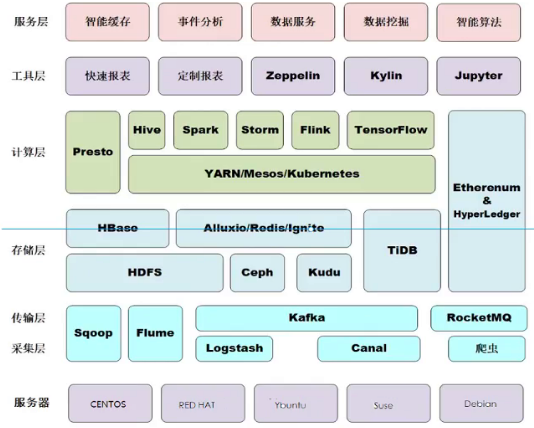 服务层 智能缓存 事件分析 数据服务 数据挖掘 智能算法
工具层 快速报表 定制报表 Zeppelin Kylin Jupyter
计算层 Presto Hive Spark Storm Flink TensorFlow
YARN/Mesos/Kubernetes
Etherenum
&
HyperLedger
存储层 HBase Alluxio/Redis/Ignite TiDB
HDFS Ceph Kudu
传输层 Sqoop Flume Kafka RocketMQ
采集层 Logstash Canal 爬虫
服务器 CENTOS RED HAT Ybuntu Suse Debian